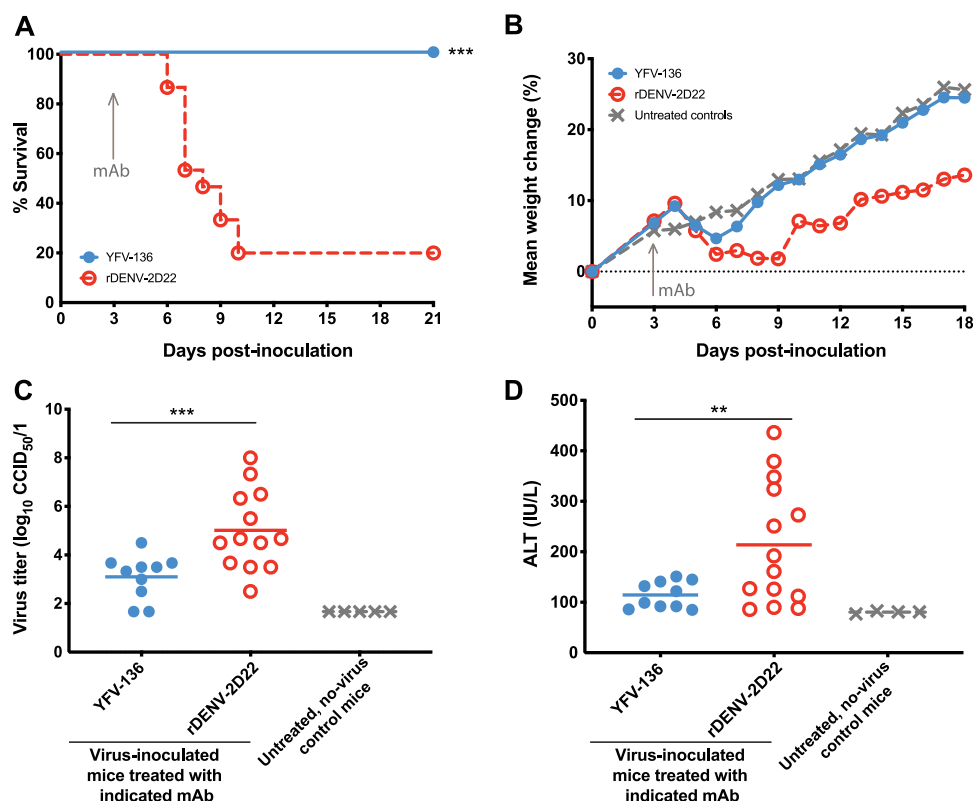 A
100
80
60
40
20
0
% Survival
***
mAb
YFV-136
rDENV-2D22
0 3 6 9 12 15 18 21
Days post-inoculation
B
30
20
10
0
Mean weight change (%)
YFV-136
rDENV-2D22
Untreated controls
mAb
0 3 6 9 12 15 18
Days post-inoculation
C
10
8
6
4
2
0
Virus titer (log10 CCID50/1
***
YFV-136
rDENV-2D22
Untreated, no-virus
control mice
Virus-inoculated
mice treated with
indicated mAb
D
500
400
300
200
100
0
ALT (IU/L)
**
YFV-136
rDENV-2D22
Untreated, no-virus
control mice
Virus-inoculated
mice treated with
indicated mAb